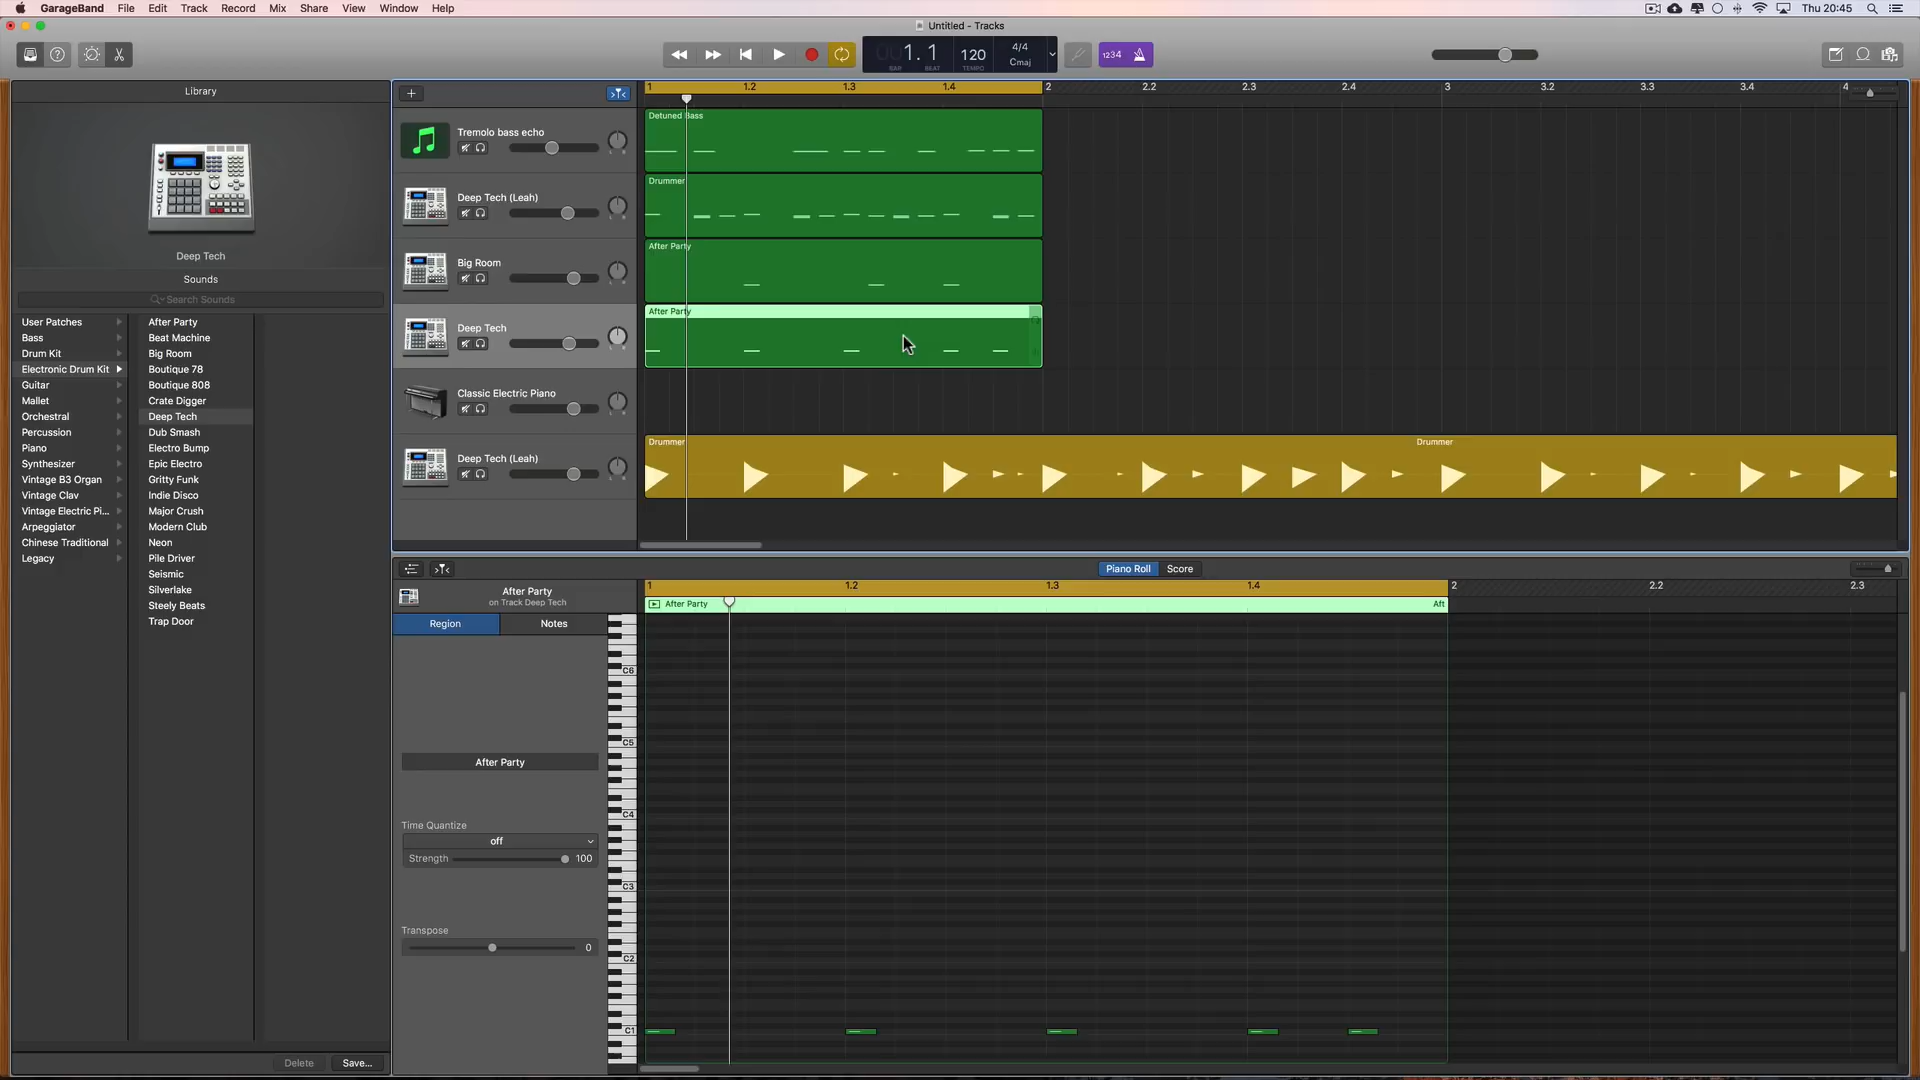 GarageBand File Edit Track Record Mix Share View Window Help Thu 20:45
Untitled - Tracks
1.1 120 4/4 Cmaj
BAR BEAT TEMPO
1234
Library
Deep Tech
Sounds
Search Sounds
User Patches
Bass
Drum Kit
Electronic Drum Kit
Guitar
Mallet
Orchestral
Percussion
Piano
Synthesizer
Vintage B3 Organ
Vintage Clav
Vintage Electric Pi...
Arpeggiator
Chinese Traditional
Legacy
After Party
Beat Machine
Big Room
Boutique 78
Boutique 808
Crate Digger
Deep Tech
Dub Smash
Electro Bump
Epic Electro
Gritty Funk
Indie Disco
Major Crush
Modern Club
Neon
Pile Driver
Seismic
Silverlake
Steely Beats
Trap Door
Delete Save...
1 1.2 1.3 1.4 2 2.2 2.3 2.4 3 3.2 3.3 3.4 4
Tremolo bass echo
Detuned Bass
Deep Tech (Leah)
Drummer
Big Room
After Party
Deep Tech
After Party
Classic Electric Piano
Deep Tech (Leah)
Drummer Drummer
Piano Roll Score
After Party
on Track Deep Tech
1 1.2 1.3 1.4 2 2.2 2.3
After Party Aft
Region Notes
After Party
Time Quantize
off
Strength 100
Transpose
0
C6
C5
C4
C3
C2
C1